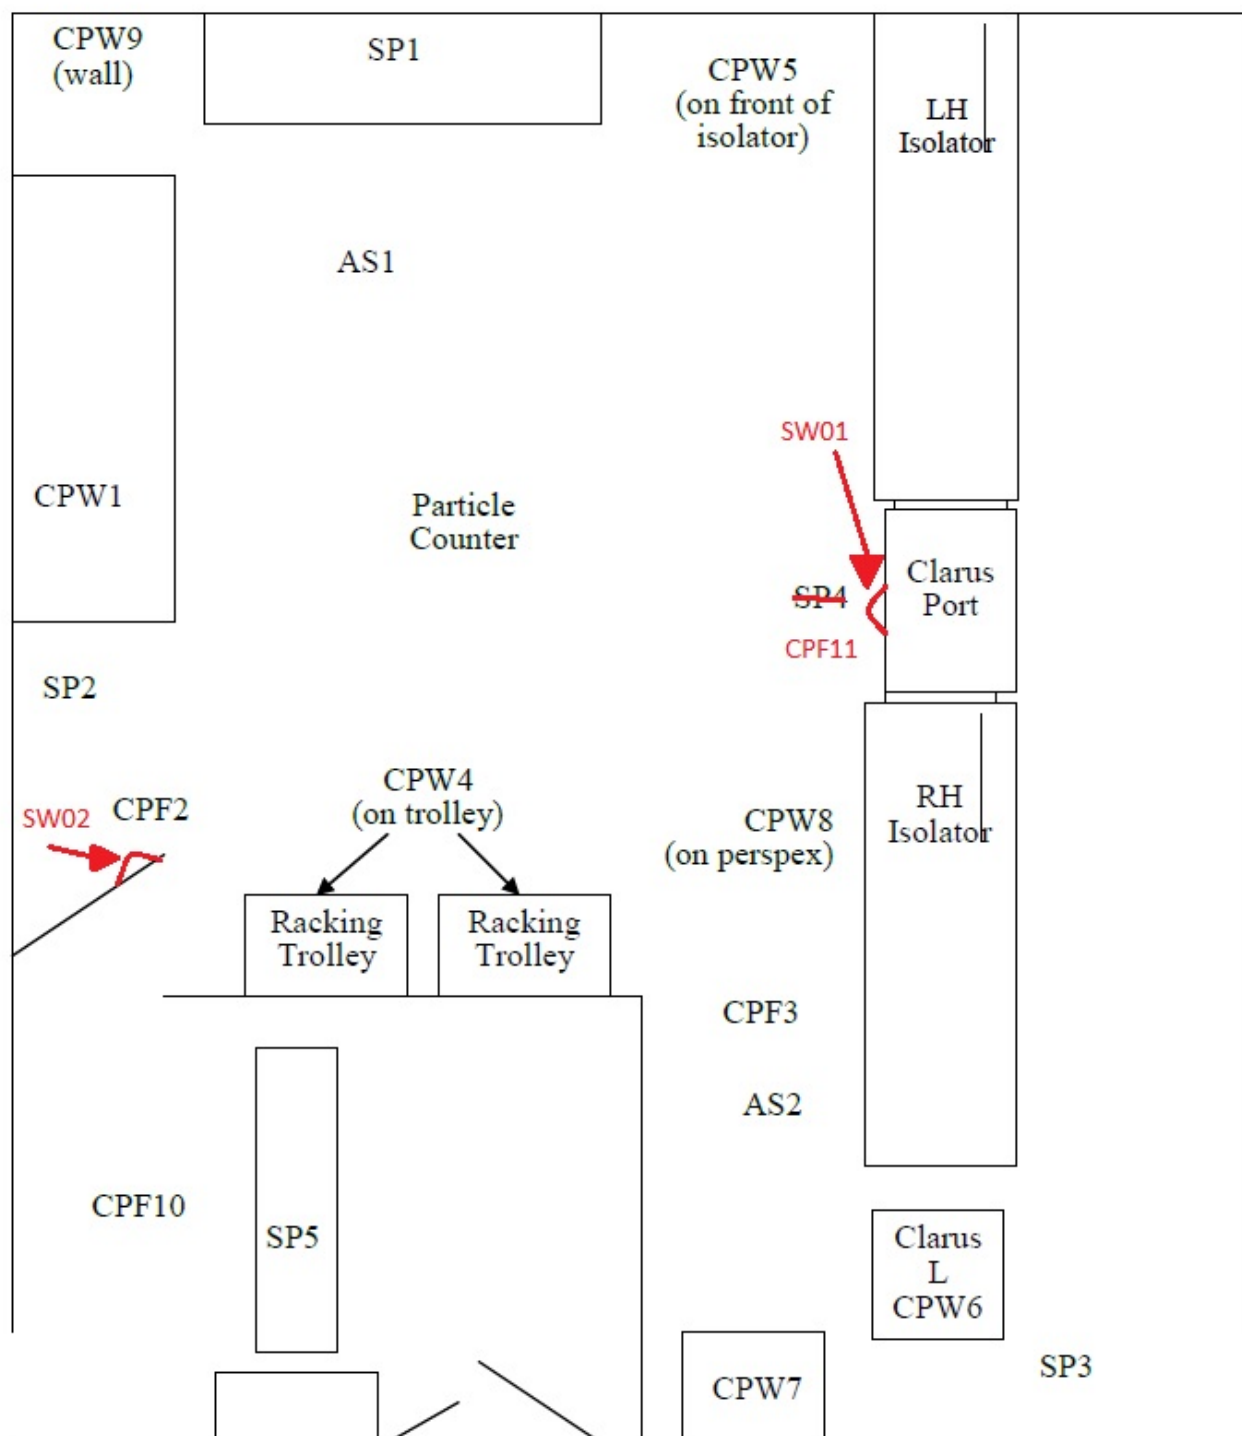 CPW9
(wall)
SP1
CPW5
(on front of
isolator)
LH
Isolator
AS1
SW01
CPW1
Particle
Counter
Clarus
Port
SP4
CPF11
SP2
CPW4
(on trolley)
CPF2
SW02
CPW8
(on perspex)
RH
Isolator
Racking
Trolley
Racking
Trolley
CPF3
AS2
CPF10
SP5
Clarus
L
CPW6
SP3
CPW7